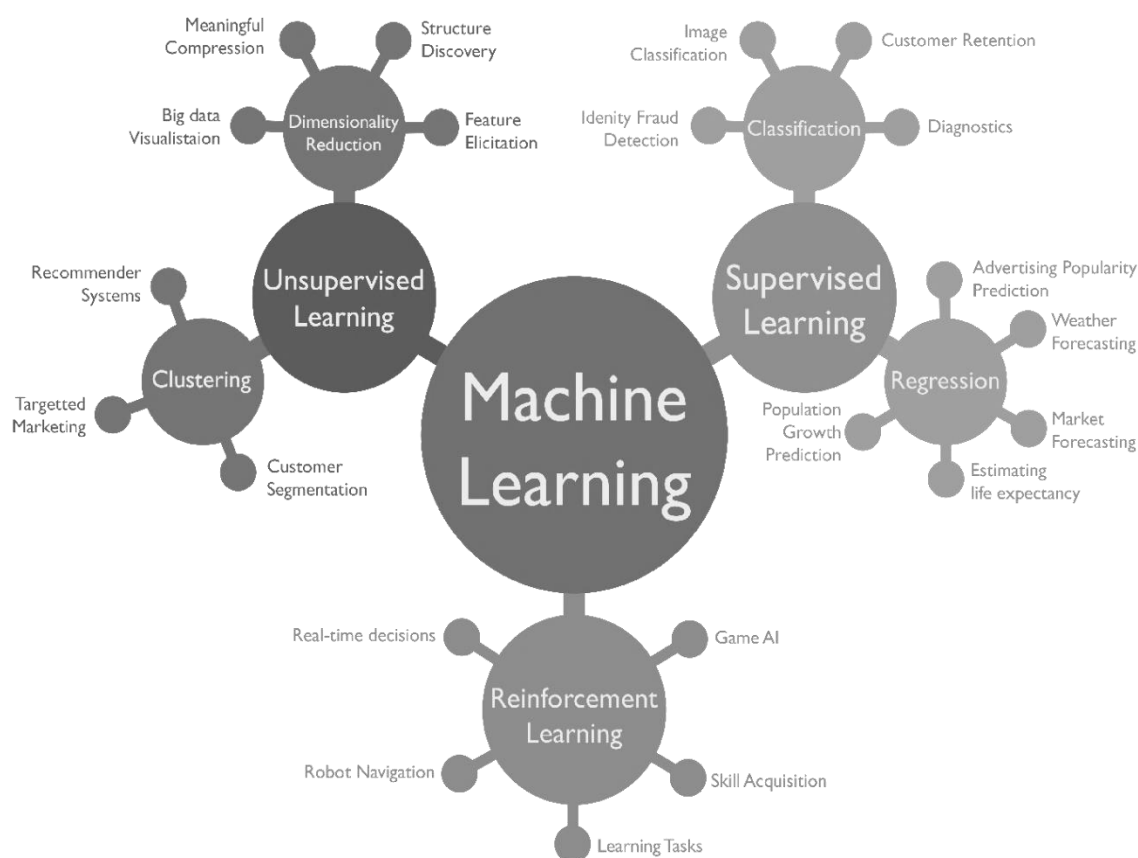 Meaningful
Compression
Structure
Discovery
Big data
Visualistaion
Dimensionality
Reduction
Feature
Elicitation
Image
Classification
Customer Retention
Idenity Fraud
Detection
Classification
Diagnostics
Unsupervised
Learning
Recommender
Systems
Clustering
Targetted
Marketing
Customer
Segmentation
Supervised
Learning
Advertising Popularity
Prediction
Weather
Forecasting
Regression
Population
Growth
Prediction
Market
Forecasting
Estimating
life expectancy
Machine
Learning
Real-time decisions
Game AI
Reinforcement
Learning
Robot Navigation
Skill Acquisition
Learning Tasks